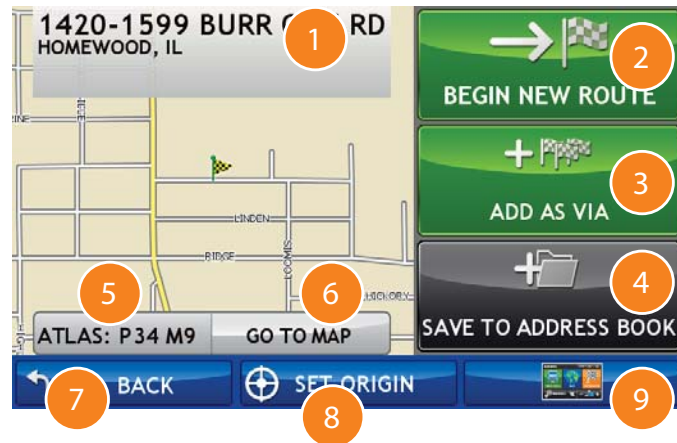 1420-1599 BURR RD
HOMEWOOD, IL
1
2
BEGIN NEW ROUTE
3
ADD AS VIA
LINDEN
RIDGE
LOOMIS
HICKORY
4
SAVE TO ADDRESS BOOK
5
6
ATLAS: P34 M9
GO TO MAP
7
BACK
8
SET ORIGIN
9